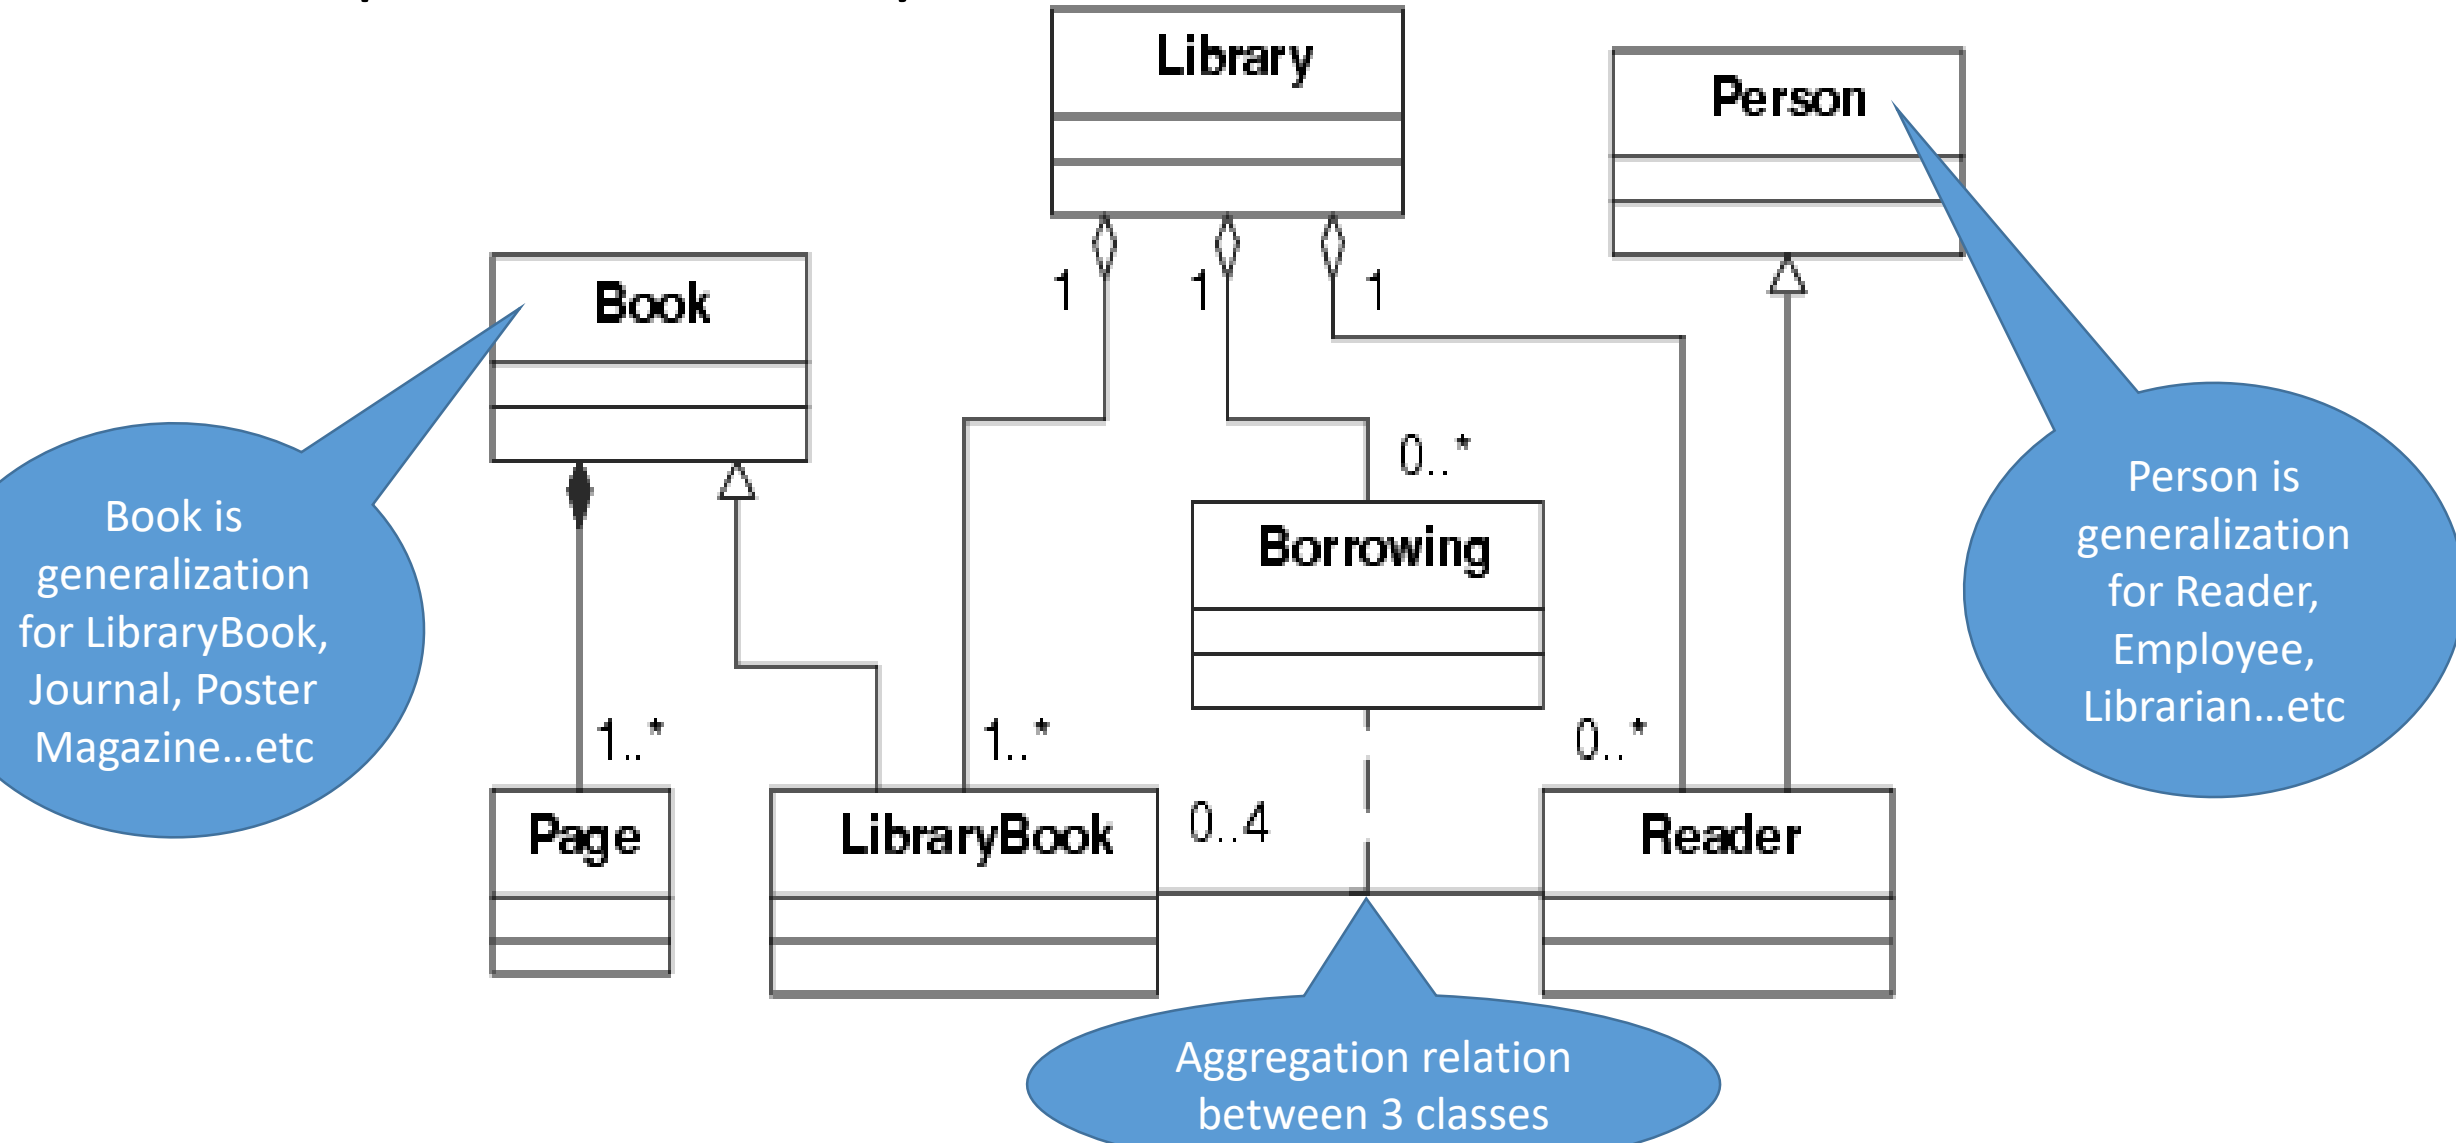 Library
Person
Book
1
1
1
0..*
Borrowing
Book is
generalization
for LibraryBook,
Journal, Poster
Magazine...etc
Person is
generalization
for Reader,
Employee,
Librarian...etc
1..*
1..*
0..*
Page
LibraryBook
0..4
Reader
Aggregation relation
between 3 classes